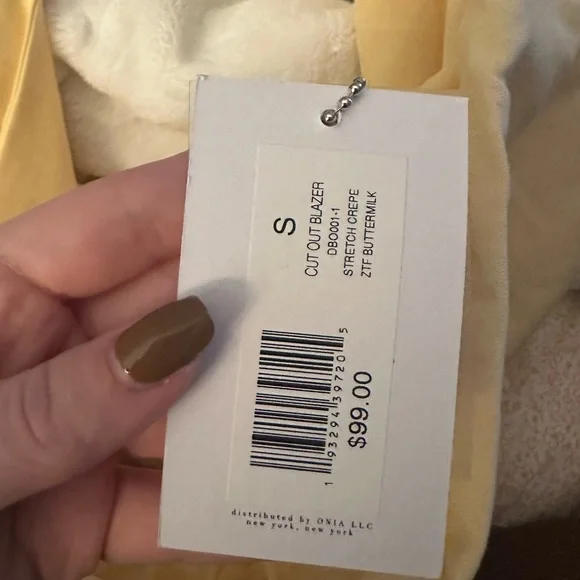 S
CUT OUT BLAZER
DBO001-1
STRETCH CREPE
ZTF BUTTERMILK
1 93294 39720 5
$99.00
distributed by ONIA LLC
new york, new york